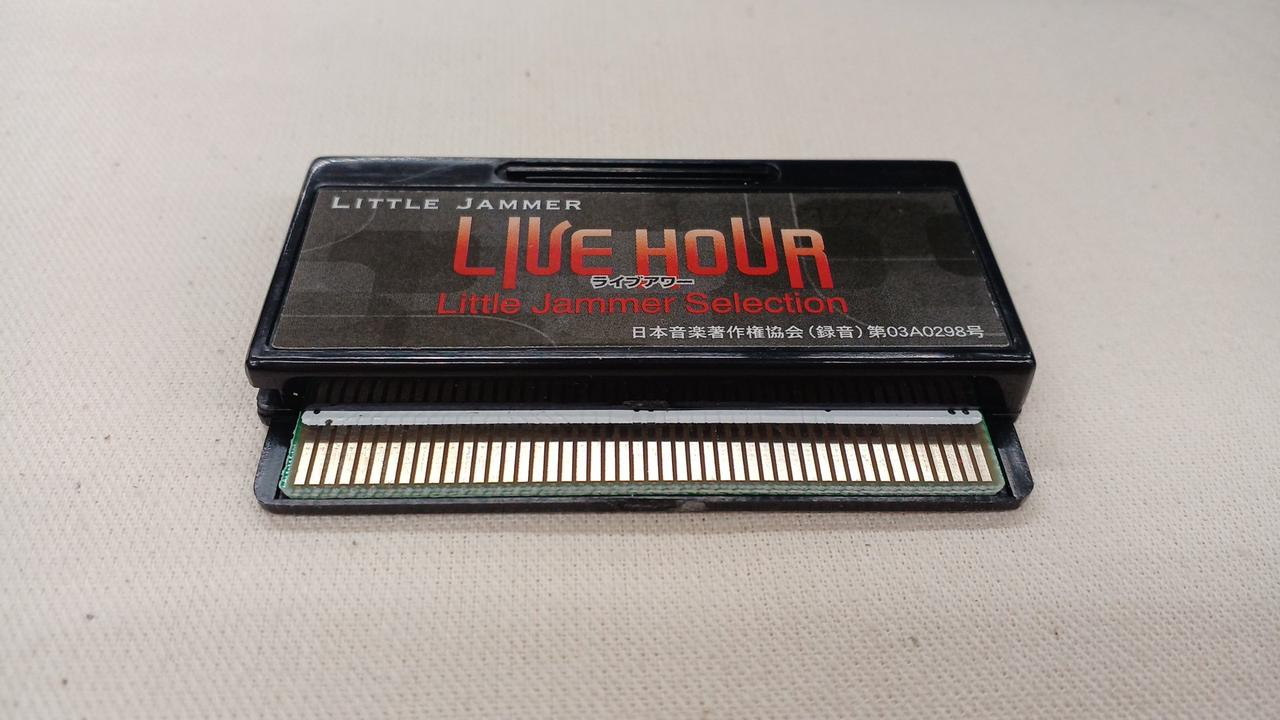 LITTLE JAMMER
LIVE HOUR
ライブアワー
Little Jammer Selection
日本音楽著作権協会(録音)第03A0298号